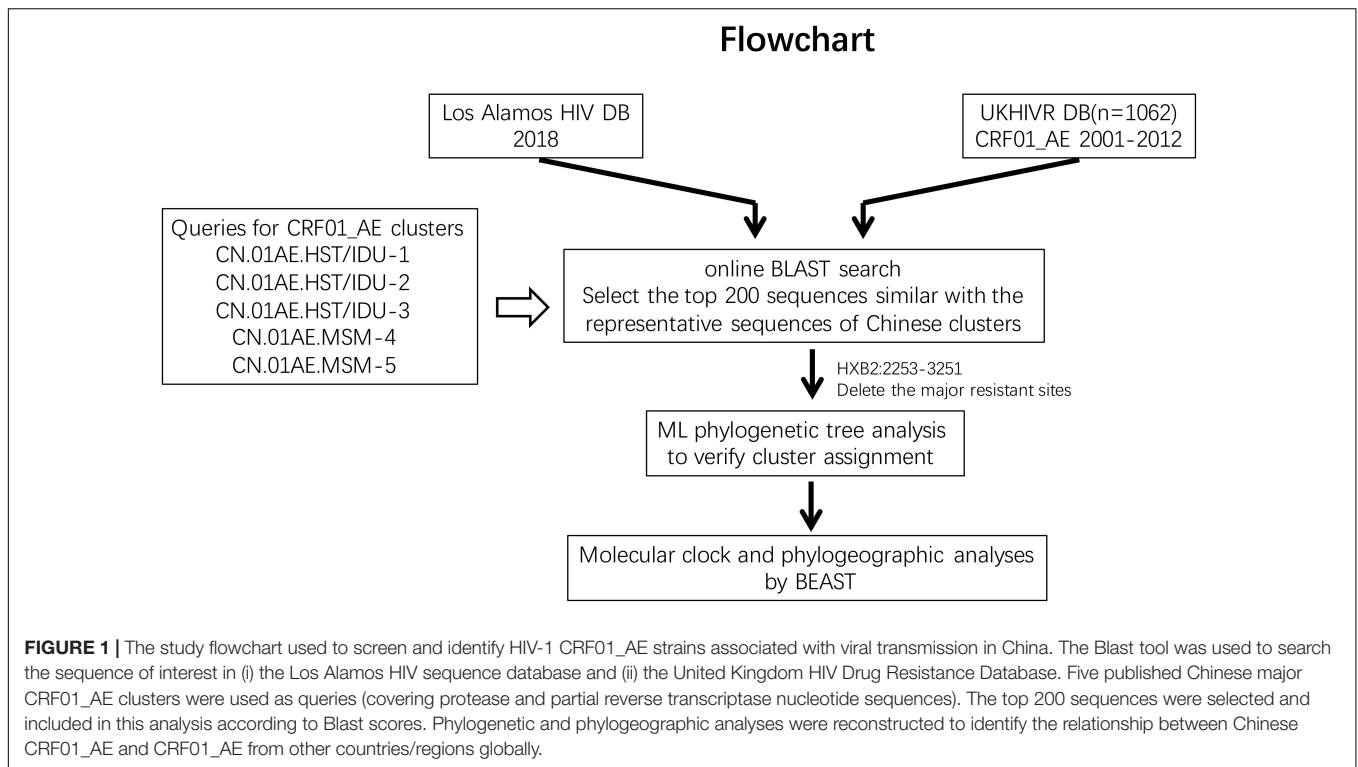 Flowchart
Los Alamos HIV DB
2018
UKHIVR DB(n=1062)
CRF01_AE 2001-2012
Queries for CRF01_AE clusters
CN.01AE.HST/IDU-1
CN.01AE.HST/IDU-2
CN.01AE.HST/IDU-3
CN.01AE.MSM-4
CN.01AE.MSM-5
online BLAST search
Select the top 200 sequences similar with the
representative sequences of Chinese clusters
HXB2:2253-3251
Delete the major resistant sites
ML phylogenetic tree analysis
to verify cluster assignment
Molecular clock and phylogeographic analyses
by BEAST
FIGURE 1 | The study flowchart used to screen and identify HIV-1 CRF01_AE strains associated with viral transmission in China. The Blast tool was used to search
the sequence of interest in (i) the Los Alamos HIV sequence database and (ii) the United Kingdom HIV Drug Resistance Database. Five published Chinese major
CRF01_AE clusters were used as queries (covering protease and partial reverse transcriptase nucleotide sequences). The top 200 sequences were selected and
included in this analysis according to Blast scores. Phylogenetic and phylogeographic analyses were reconstructed to identify the relationship between Chinese
CRF01_AE and CRF01_AE from other countries/regions globally.